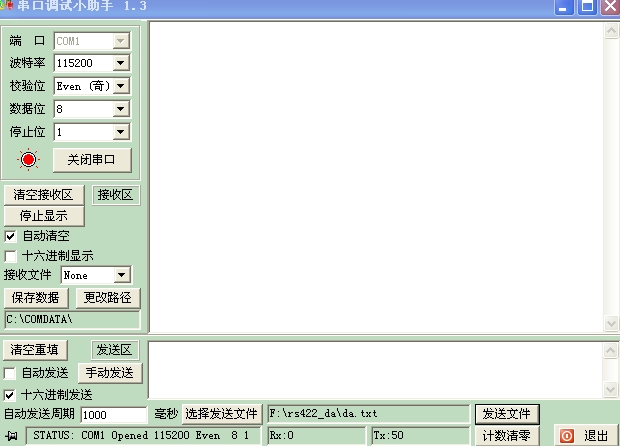 串口调试小助手 1.3
端 口 COM1
波特率 115200
校验位 Even (奇)
数据位 8
停止位 1
关闭串口
清空接收区 接收区
停止显示
自动清空
十六进制显示
接收文件 None
保存数据 更改路径
C:\COMDATA\
清空重填 发送区
自动发送 手动发送
十六进制发送
自动发送周期 1000 毫秒 选择发送文件 F:\rs422_da\da.txt 发送文件
STATUS: COM1 Opened 115200 Even 8 1 Rx:0 Tx:50 计数清零 退出